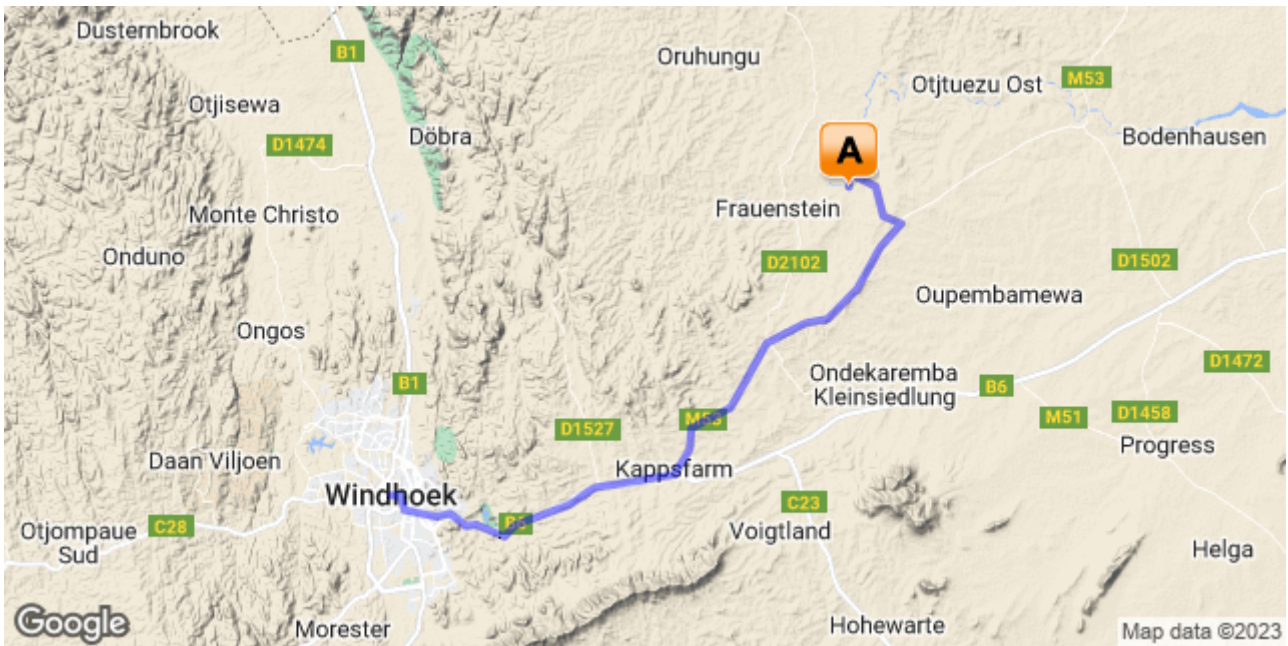 Dusternbrook
B1
Oruhungu
Otjtuezu Ost
M53
Otjisewa
D1474
Döbra
Bodenhausen
A
Monte Christo
Frauenstein
Onduno
D2102
D1502
Oupembamewa
Ongos
B1
Ondekaremba
Kleinsiedlung
B6
D1472
M53
D1527
M51
D1458
Progress
Daan Viljoen
Kappsfarm
Windhoek
Otjompaue
Sud
C28
B6
C23
Voigtland
Helga
Morester
Hohewarte
Google
Map data ©2023